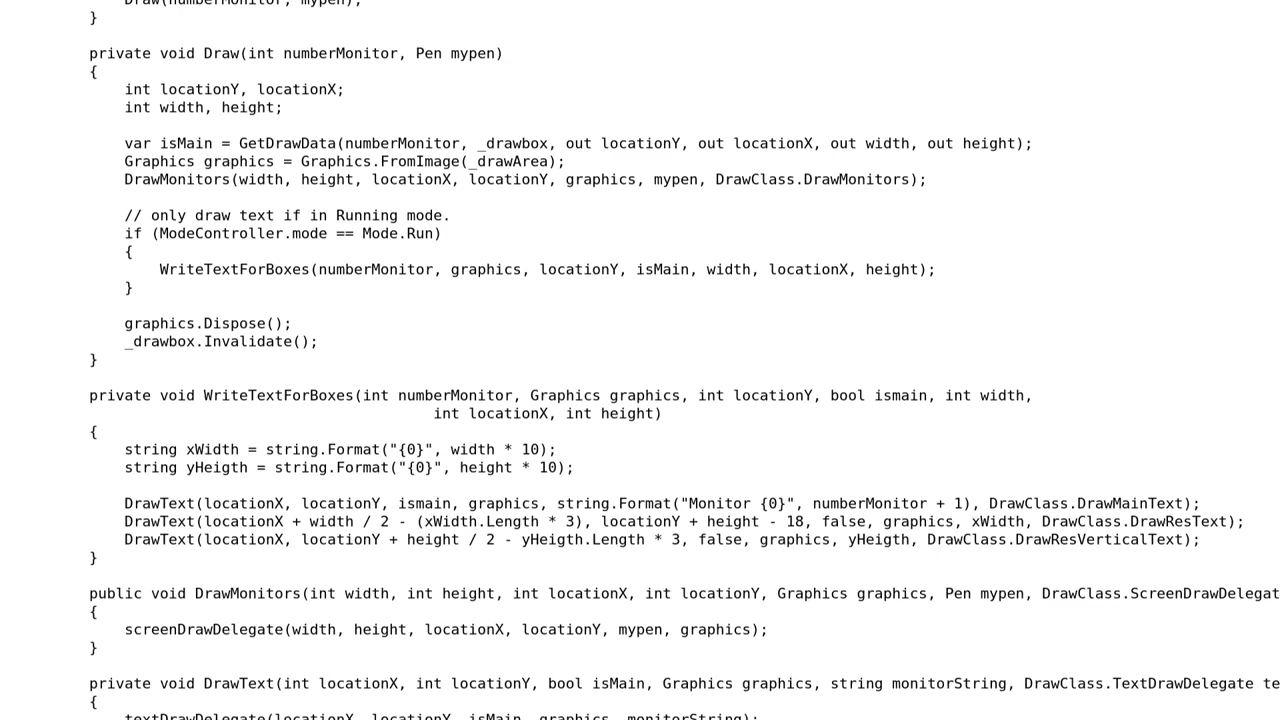 Draw(numberMonitor, mypen);
}
private void Draw(int numberMonitor, Pen mypen)
{
int locationY, locationX;
int width, height;
var isMain = GetDrawData(numberMonitor, _drawbox, out locationY, out locationX, out width, out height);
Graphics graphics = Graphics.FromImage(_drawArea);
DrawMonitors(width, height, locationX, locationY, graphics, mypen, DrawClass.DrawMonitors);
// only draw text if in Running mode.
if (ModeController.mode == Mode.Run)
{
WriteTextForBoxes(numberMonitor, graphics, locationY, isMain, width, locationX, height);
}
graphics.Dispose();
_drawbox.Invalidate();
}
private void WriteTextForBoxes(int numberMonitor, Graphics graphics, int locationY, bool ismain, int width,
int locationX, int height)
{
string xWidth = string.Format("{0}", width * 10);
string yHeigth = string.Format("{0}", height * 10);
DrawText(locationX, locationY, ismain, graphics, string.Format("Monitor {0}", numberMonitor + 1), DrawClass.DrawMainText);
DrawText(locationX + width / 2 - (xWidth.Length * 3), locationY + height - 18, false, graphics, xWidth, DrawClass.DrawResText);
DrawText(locationX, locationY + height / 2 - yHeigth.Length * 3, false, graphics, yHeigth, DrawClass.DrawResVerticalText);
}
public void DrawMonitors(int width, int height, int locationX, int locationY, Graphics graphics, Pen mypen, DrawClass.ScreenDrawDelegat
{
screenDrawDelegate(width, height, locationX, locationY, mypen, graphics);
}
private void DrawText(int locationX, int locationY, bool isMain, Graphics graphics, string monitorString, DrawClass.TextDrawDelegate te
{
textDrawDelegate(locationX, locationY, isMain, graphics, monitorString);